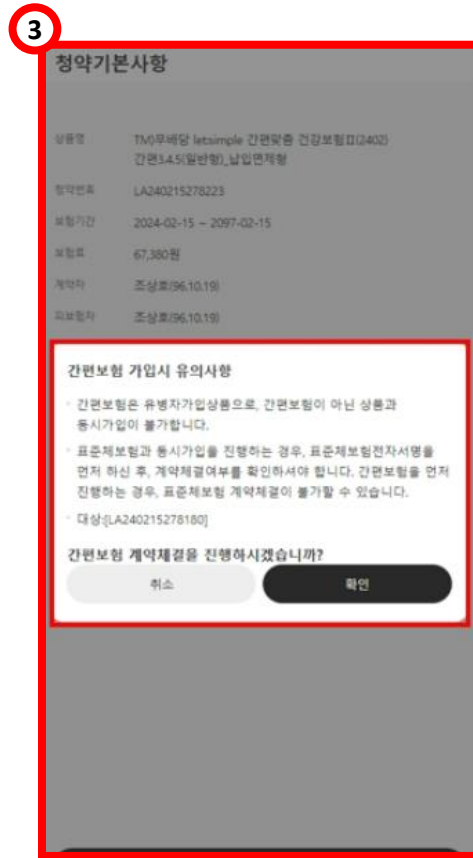 3
청약기본사항
상품명 TM)무배당 letsimple 간편맞춤 건강보험Ⅱ(2402)
간편3.4.5(일반형)_납입면제형
청약번호 LA240215278223
보험기간 2024-02-15 ~ 2097-02-15
보험료 67,380원
계약자 조상호(96.10.19)
피보험자 조상호(96.10.19)
간편보험 가입시 유의사항
· 간편보험은 유병자가입상품으로, 간편보험이 아닌 상품과
동시가입이 불가합니다.
· 표준체보험과 동시가입을 진행하는 경우, 표준체보험전자서명을
먼저 하신 후, 계약체결여부를 확인하셔야 합니다. 간편보험을 먼저
진행하는 경우, 표준체보험 계약체결이 불가할 수 있습니다.
· 대상:[LA240215278180]
간편보험 계약체결을 진행하시겠습니까?
취소 확인